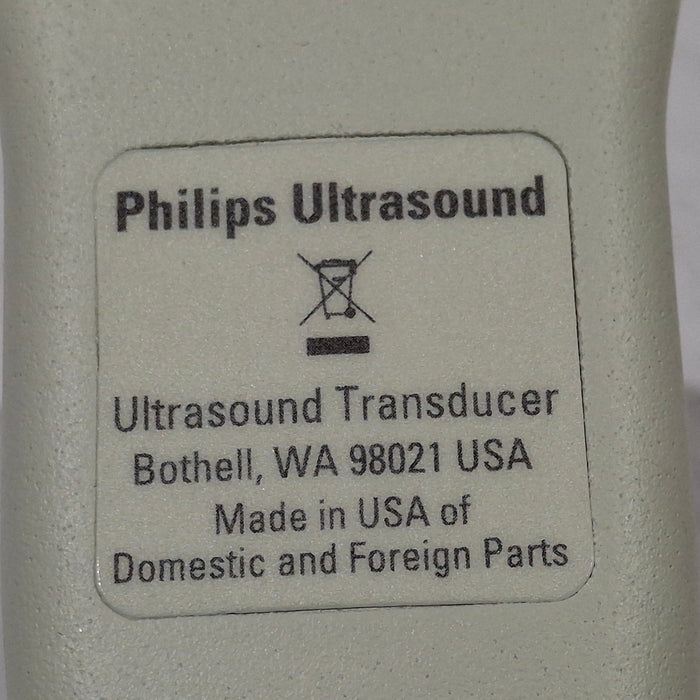 Philips Ultrasound
Ultrasound Transducer
Bothell, WA 98021 USA
Made in USA of
Domestic and Foreign Parts